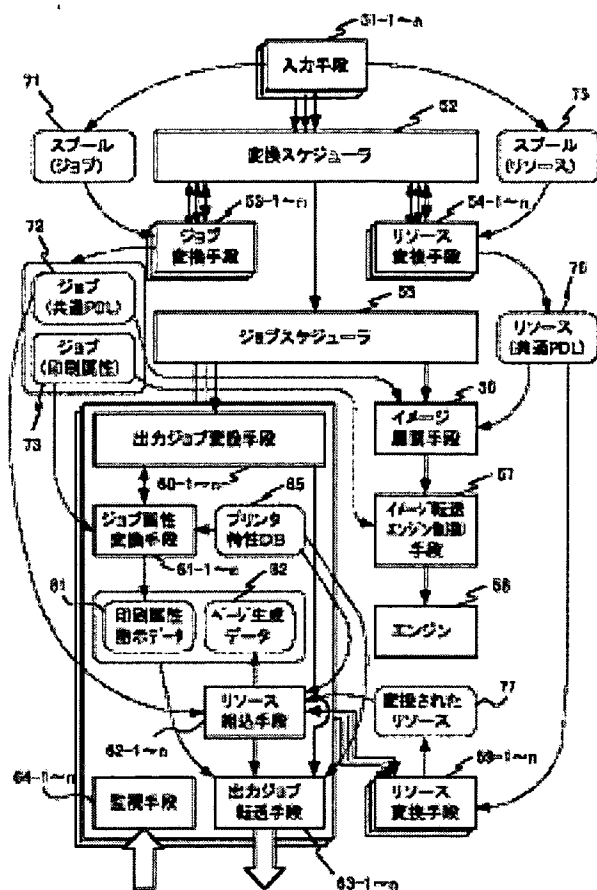 51-1~n
入力手段
71
52
75
スプール
(ジョブ)
変換スケジューラ
スプール
(リソース)
53-1~n
54-1~n
ジョブ
変換手段
リソース
変換手段
72
ジョブ
(共通PDL)
55
76
ジョブスケジューラ
リソース
(共通PDL)
ジョブ
(印刷属性)
73
イメージ
展開手段
出力ジョブ変換手段
60-1~n
65
57
ジョブ属性
変換手段
プリンタ
特性DB
イメージ転送
エンジン制御
手段
61-1~n
81
82
印刷属性
指示データ
ページ生成
データ
エンジン
リソース
組込手段
変換された
リソース
77
62-1~n
64-1~n
監視手段
出力ジョブ
転送手段
リソース
変換手段
63-1~n